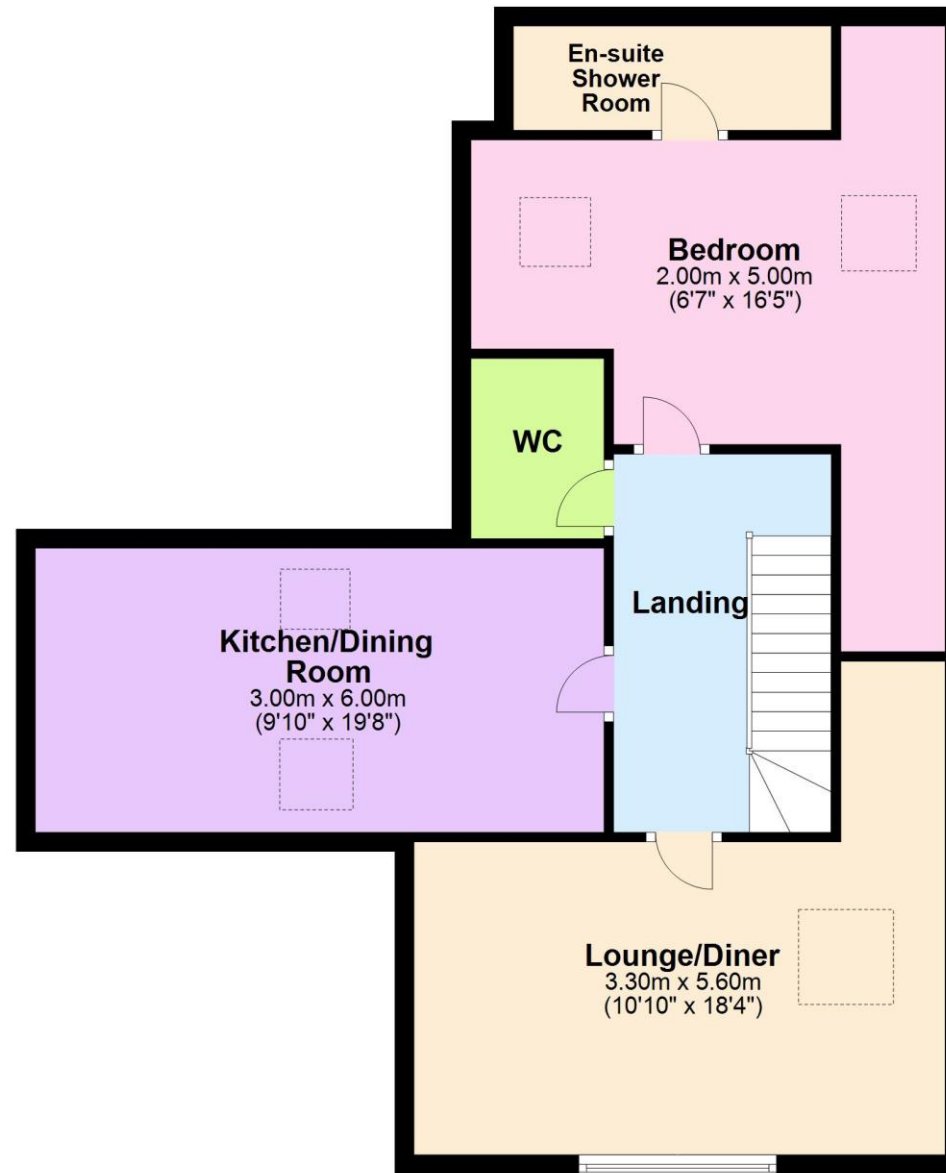 En-suite
Shower
Room
Bedroom
2.00m x 5.00m
(6'7" x 16'5")
WC
Landing
Kitchen/Dining
Room
3.00m x 6.00m
(9'10" x 19'8")
Lounge/Diner
3.30m x 5.60m
(10'10" x 18'4")